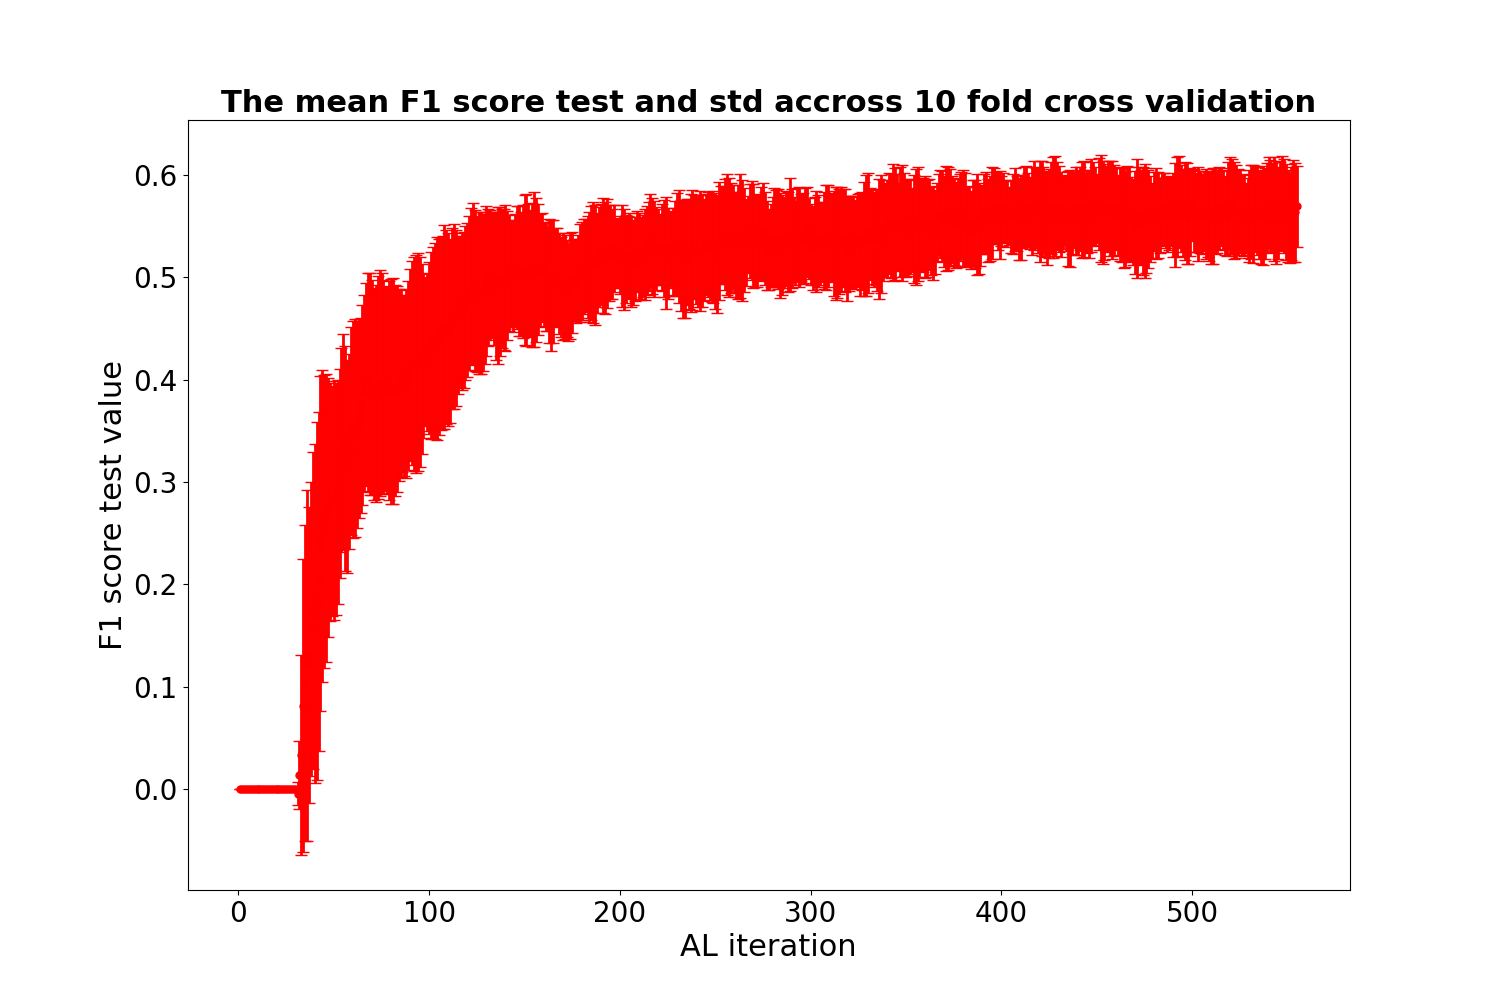 The mean F1 score test and std accross 10 fold cross validation
0.6
0.5
0.4
0.3
0.2
0.1
0.0
F1 score test value
0 100 200 300 400 500
AL iteration